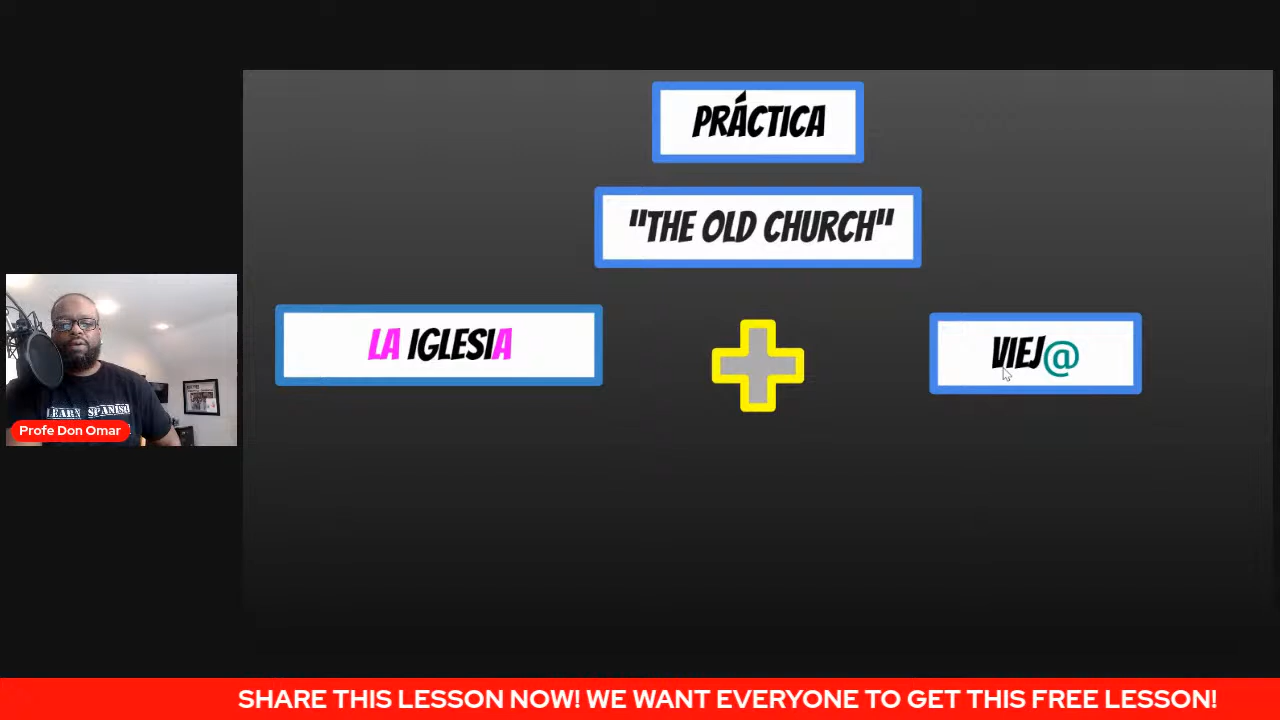 PRÁCTICA
"THE OLD CHURCH"
LA IGLESIA
VIEJ@
LEARN SPANISH
Profe Don Omar
SHARE THIS LESSON NOW! WE WANT EVERYONE TO GET THIS FREE LESSON!